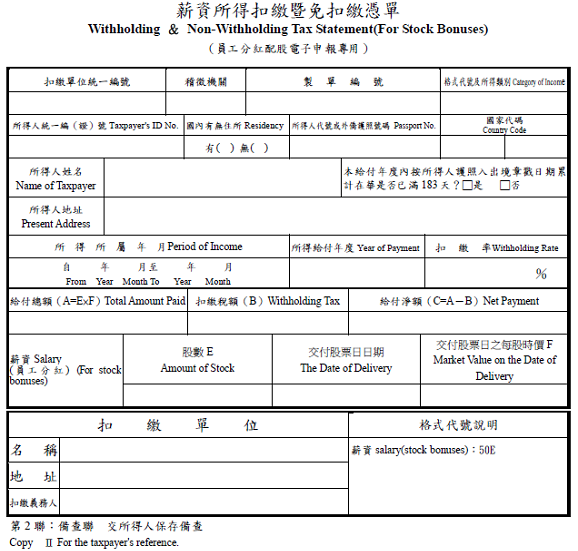 薪資所得扣繳暨免扣繳憑單
Withholding & Non-Withholding Tax Statement(For Stock Bonuses)
（員工分紅配股電子申報專用）
扣繳單位統一編號 稽徵機關 製單編號 格式代號及所得類別 Category of Income
所得人統一編（證）號 Taxpayer's ID No. 國內有無住所 Residency 所得人代號或外僑護照號碼 Passport No. 國家代碼
Country Code
有( ) 無( )
所得人姓名
Name of Taxpayer
本給付年度內按所得人護照入出境章戳日期累
計在華是否已滿 183 天？□是 □否
所得人地址
Present Address
所得所屬年月 Period of Income 所得給付年度 Year of Payment 扣繳率 Withholding Rate
自 年 月至 年 月
From Year Month To Year Month
%
給付總額（A=E×F）Total Amount Paid 扣繳稅額（B）Withholding Tax 給付淨額（C=A－B）Net Payment
薪資 Salary
(員工分紅) (For stock
bonuses)
股數 E
Amount of Stock
交付股票日日期
The Date of Delivery
交付股票日之每股時價 F
Market Value on the Date of
Delivery
扣繳單位 格式代號說明
名稱 薪資 salary(stock bonuses)：50E
地址
扣繳義務人
第 2 聯：備查聯 交所得人保存備查
Copy II For the taxpayer's reference.